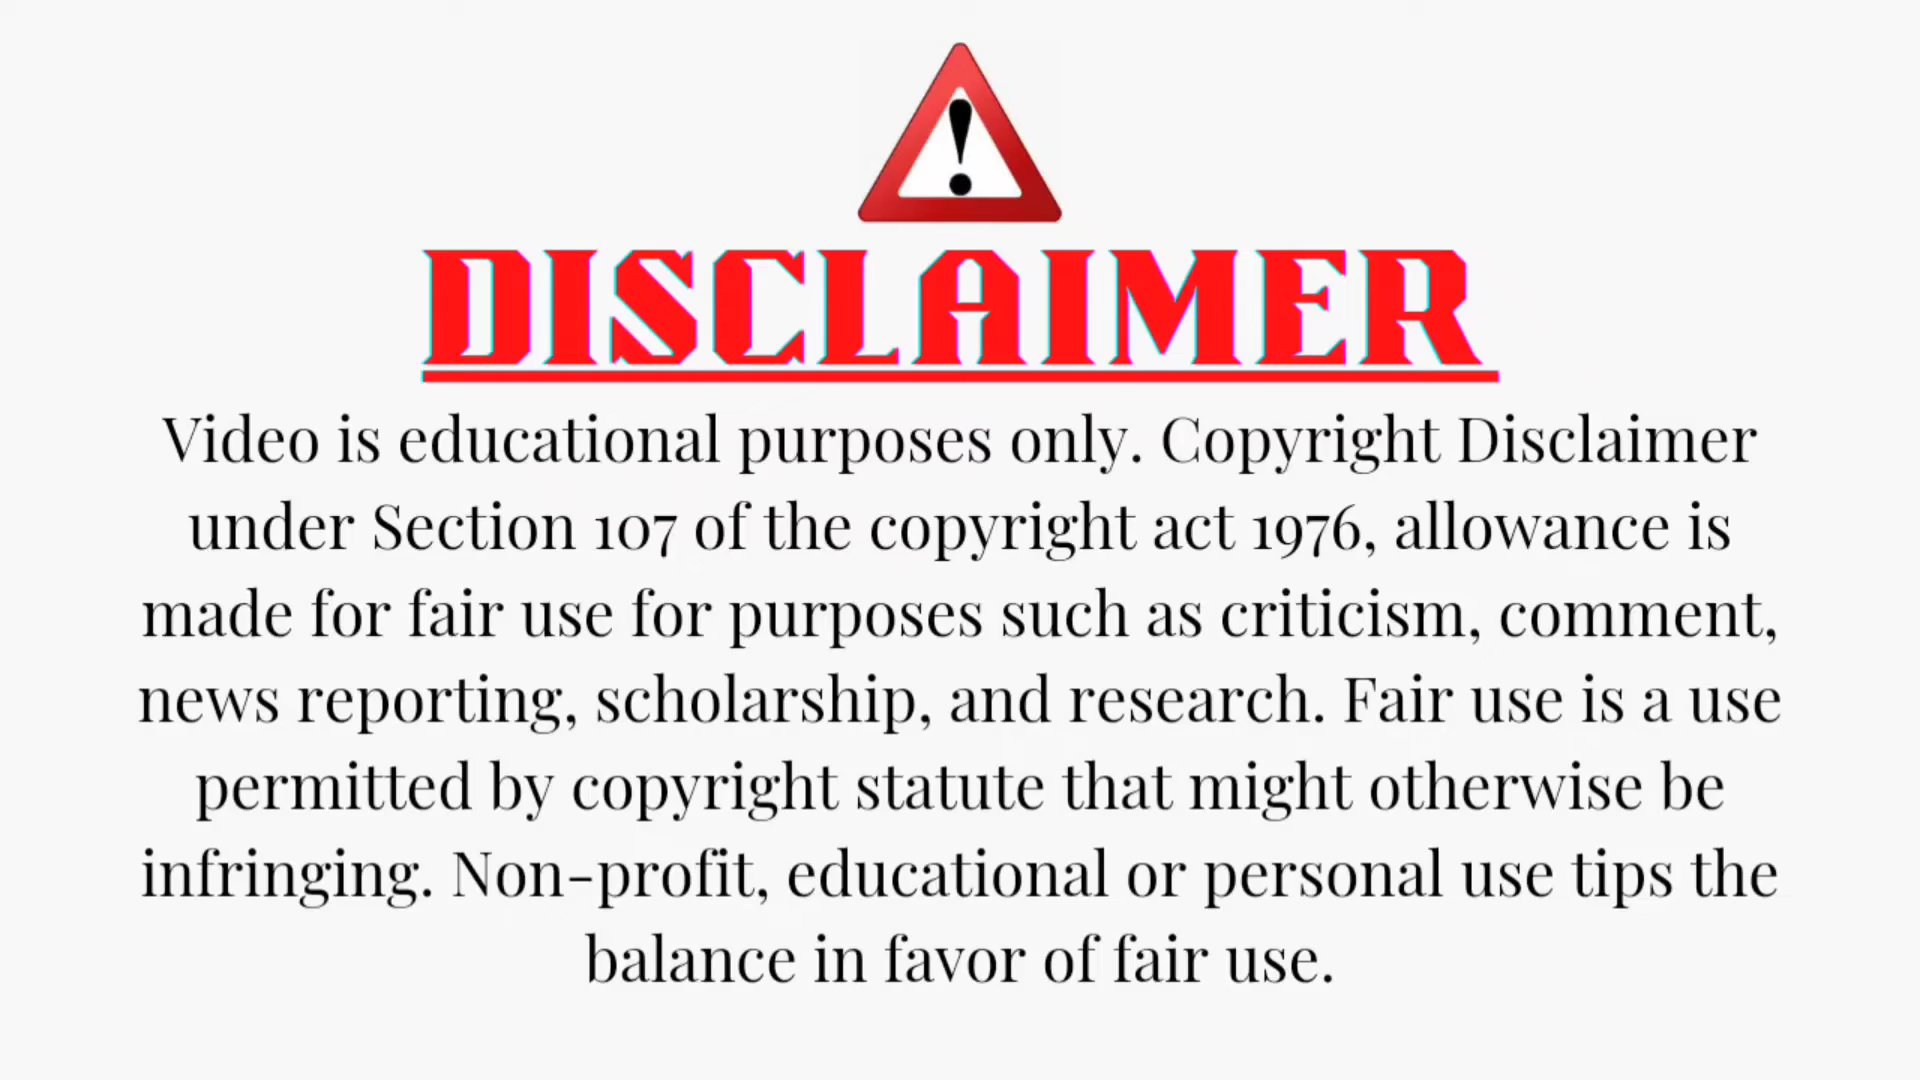 DISCLAIMER
Video is educational purposes only. Copyright Disclaimer
under Section 107 of the copyright act 1976, allowance is
made for fair use for purposes such as criticism, comment,
news reporting, scholarship, and research. Fair use is a use
permitted by copyright statute that might otherwise be
infringing. Non-profit, educational or personal use tips the
balance in favor of fair use.